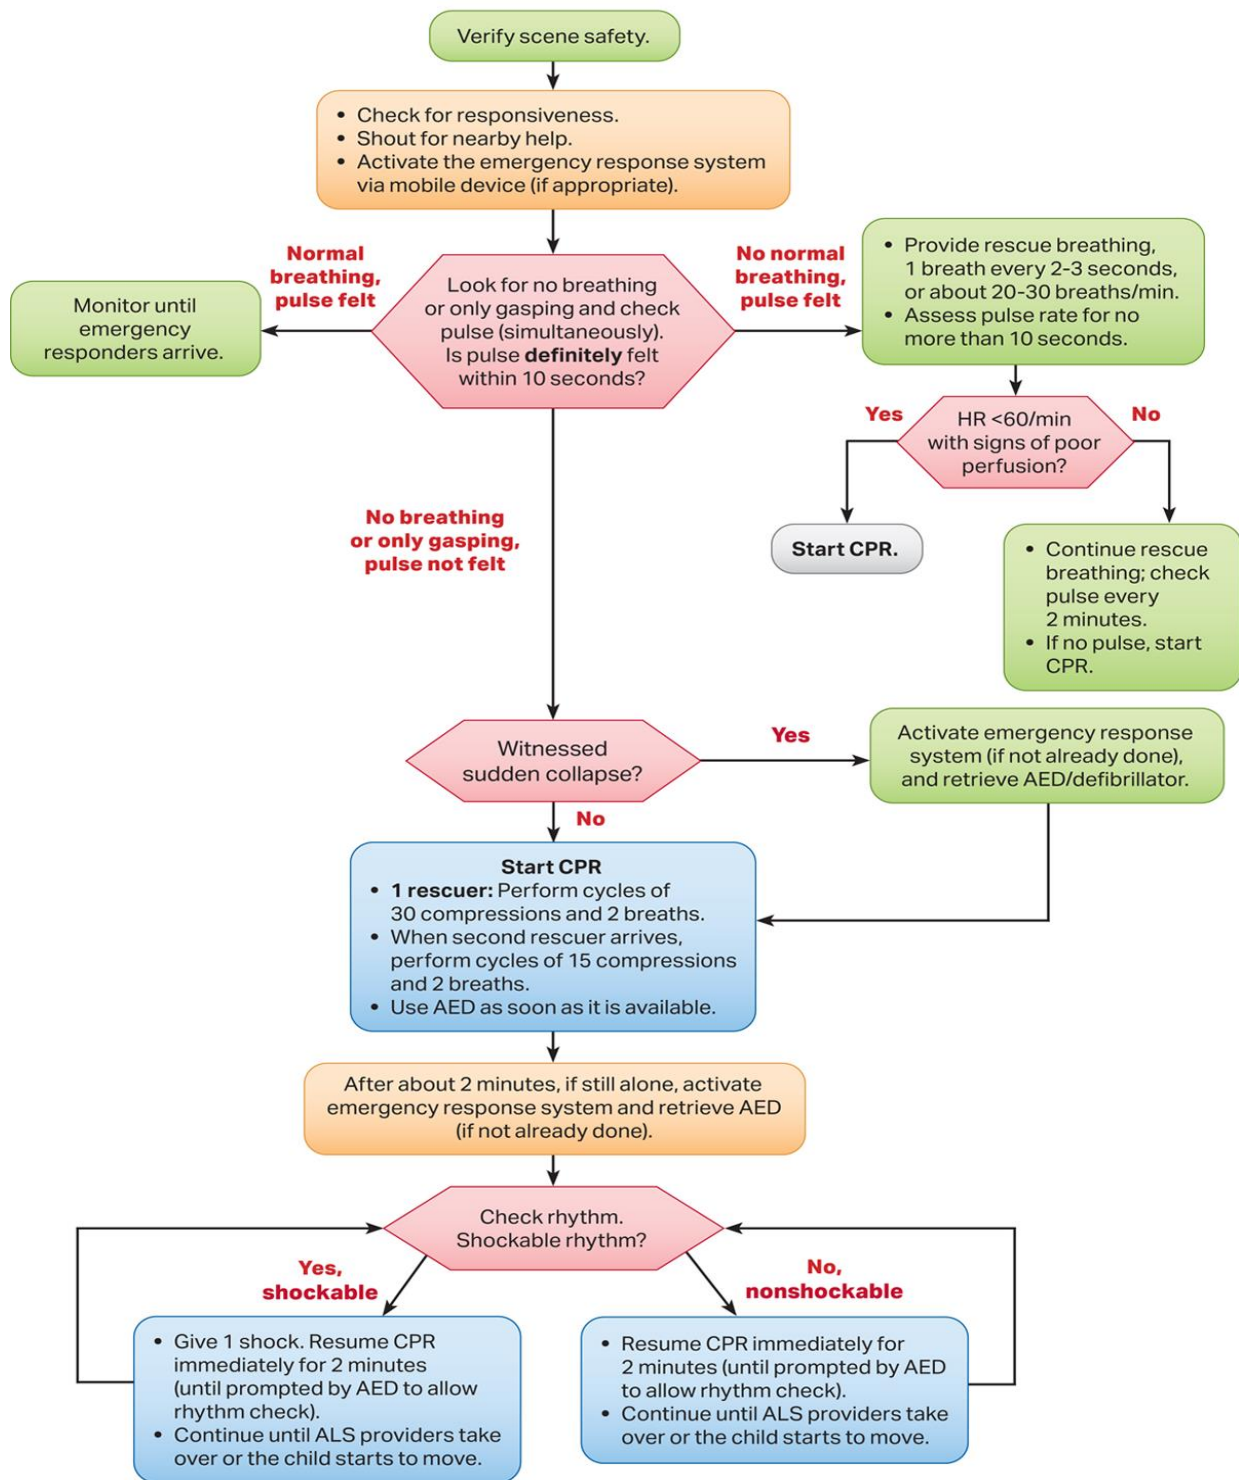 Verify scene safety.
• Check for responsiveness.
• Shout for nearby help.
• Activate the emergency response system
via mobile device (if appropriate).
Normal
breathing,
pulse felt
No normal
breathing,
pulse felt
Monitor until
emergency
responders arrive.
Look for no breathing
or only gasping and check
pulse (simultaneously).
Is pulse definitely felt
within 10 seconds?
• Provide rescue breathing,
1 breath every 2-3 seconds,
or about 20-30 breaths/min.
• Assess pulse rate for no
more than 10 seconds.
Yes
HR <60/min
with signs of poor
perfusion?
No
No breathing
or only gasping,
pulse not felt
Start CPR.
• Continue rescue
breathing; check
pulse every
2 minutes.
• If no pulse, start
CPR.
Witnessed
sudden collapse?
Yes
Activate emergency response
system (if not already done),
and retrieve AED/defibrillator.
No
Start CPR
• 1 rescuer: Perform cycles of
30 compressions and 2 breaths.
• When second rescuer arrives,
perform cycles of 15 compressions
and 2 breaths.
• Use AED as soon as it is available.
After about 2 minutes, if still alone, activate
emergency response system and retrieve AED
(if not already done).
Check rhythm.
Shockable rhythm?
Yes,
shockable
No,
nonshockable
• Give 1 shock. Resume CPR
immediately for 2 minutes
(until prompted by AED to allow
rhythm check).
• Continue until ALS providers take
over or the child starts to move.
• Resume CPR immediately for
2 minutes (until prompted by AED
to allow rhythm check).
• Continue until ALS providers take
over or the child starts to move.